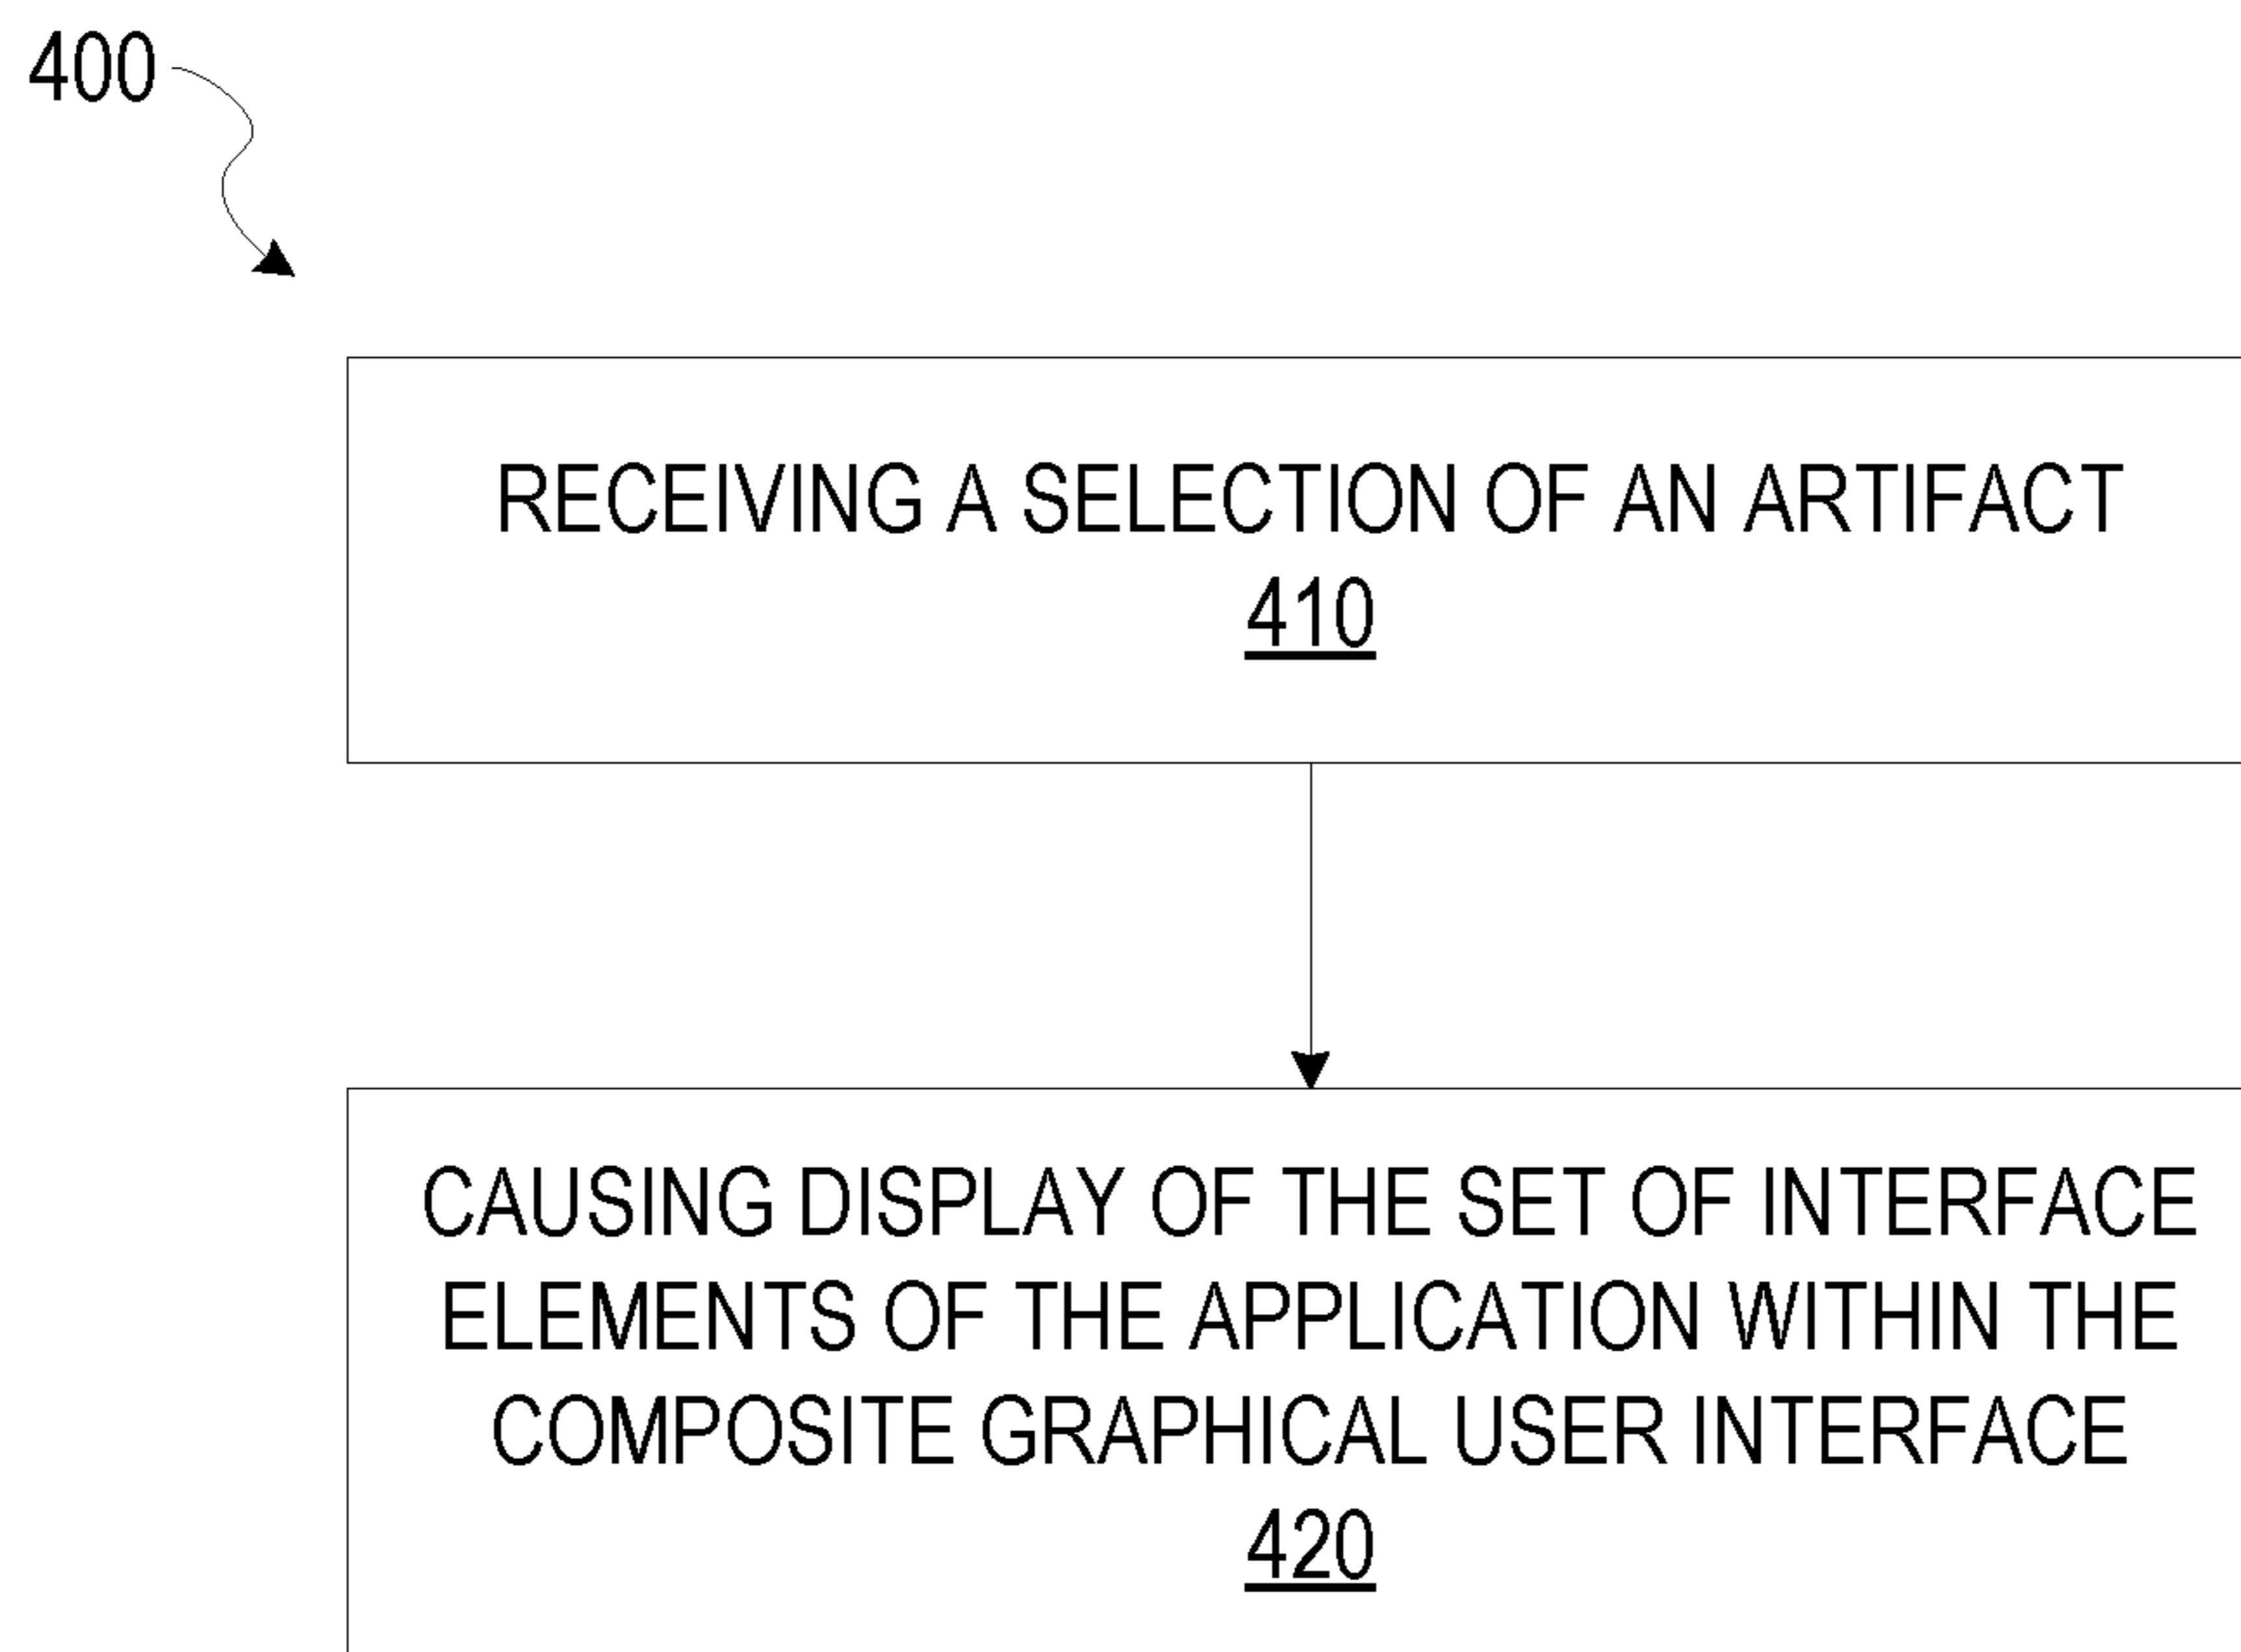 400
RECEIVING A SELECTION OF AN ARTIFACT
410
CAUSING DISPLAY OF THE SET OF INTERFACE
ELEMENTS OF THE APPLICATION WITHIN THE
COMPOSITE GRAPHICAL USER INTERFACE
420